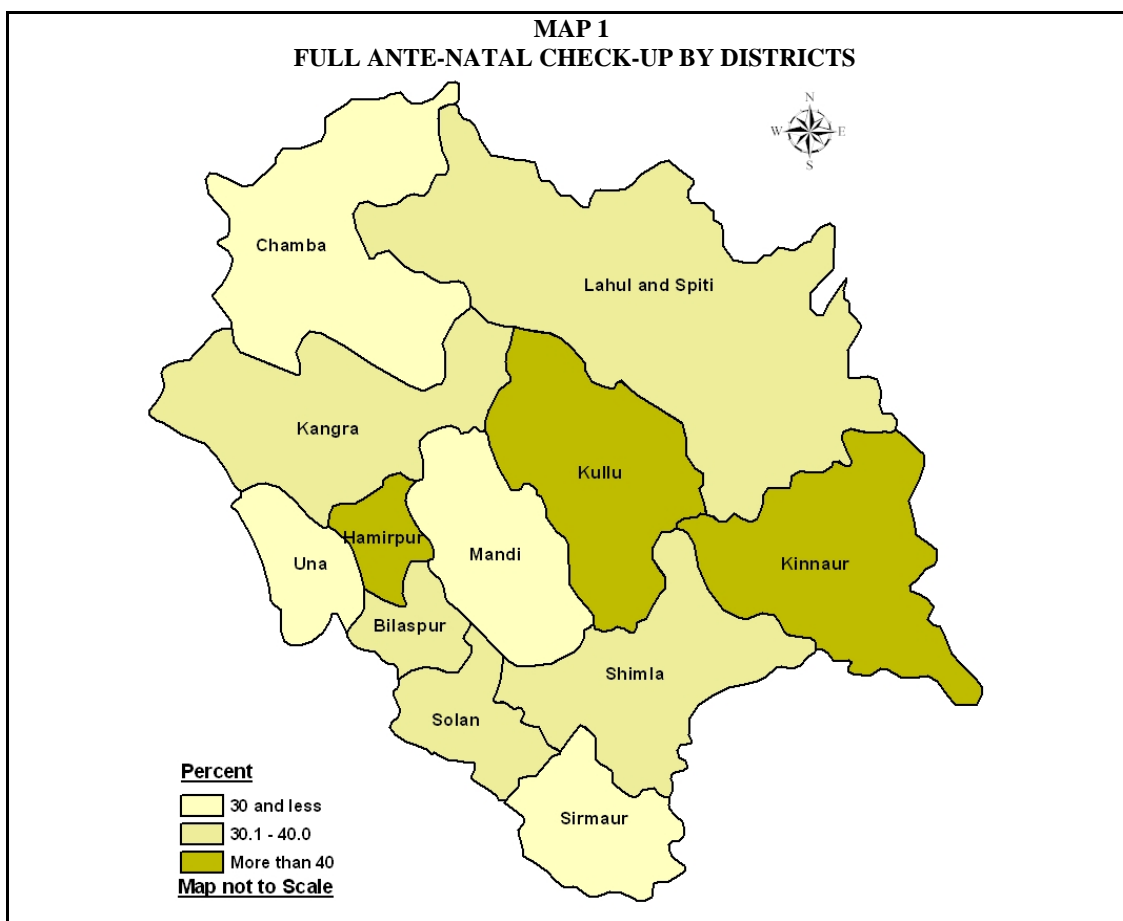 MAP 1
FULL ANTE-NATAL CHECK-UP BY DISTRICTS
N
W E
S
Chamba
Lahul and Spiti
Kangra
Kullu
Hamirpur
Mandi
Una
Kinnaur
Bilaspur
Shimla
Solan
Sirmaur
Percent
30 and less
30.1 - 40.0
More than 40
Map not to Scale